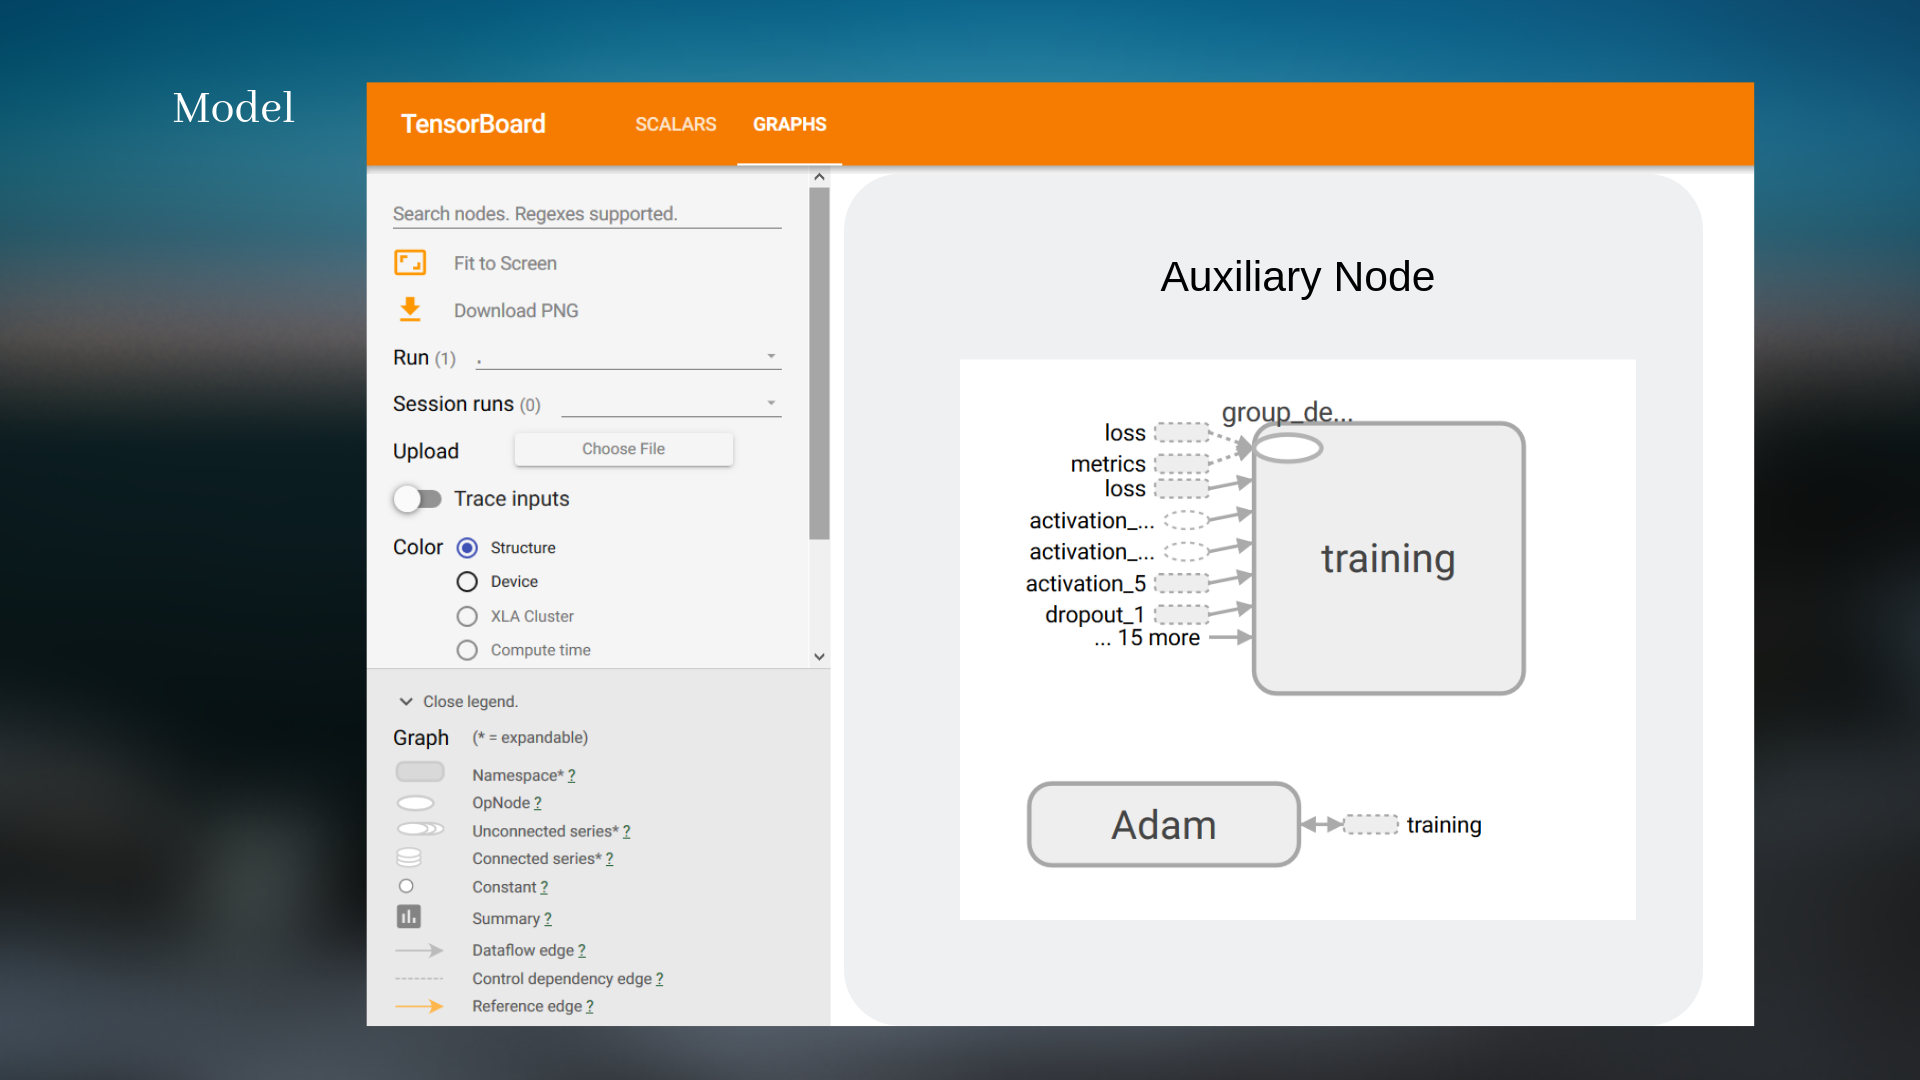 Model
TensorBoard
SCALARS
GRAPHS
Search nodes. Regexes supported.
Fit to Screen
Download PNG
Run (1) .
Session runs (0)
Upload
Choose File
Trace inputs
Color
Structure
Device
XLA Cluster
Compute time
Close legend.
Graph (* = expandable)
Namespace* ?
OpNode ?
Unconnected series* ?
Connected series* ?
Constant ?
Summary ?
Dataflow edge ?
Control dependency edge ?
Reference edge ?
Auxiliary Node
group_de...
loss
metrics
loss
activation_...
activation_...
activation_5
dropout_1
... 15 more
training
Adam
training